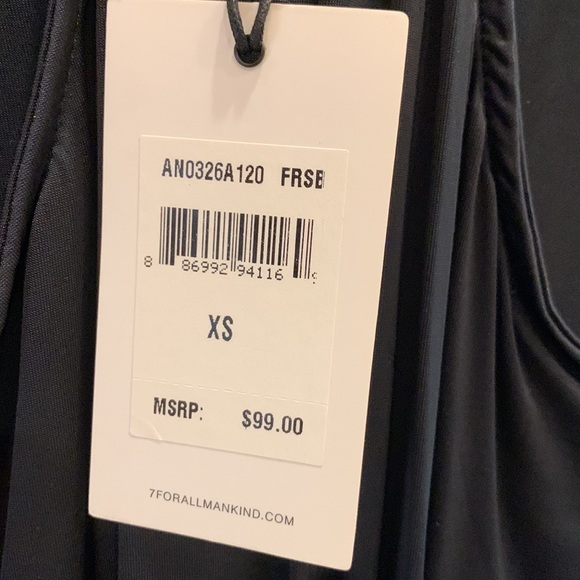 AN0326A120 FRSB
8 86992 94116
XS
MSRP: $99.00
7FORALLMANKIND.COM